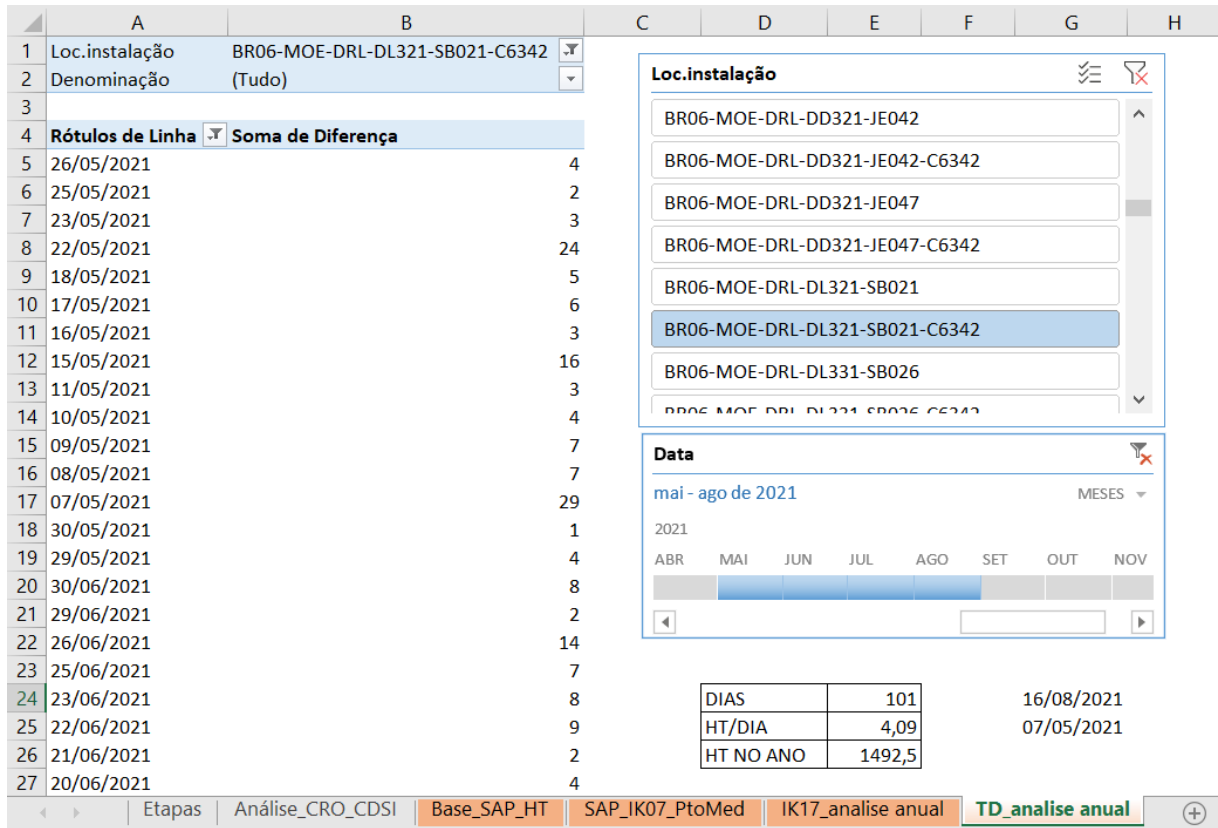 A B C D E F G H
1 Loc.instalação BR06-MOE-DRL-DL321-SB021-C6342
2 Denominação (Tudo)
3
4 Rótulos de Linha Soma de Diferença
5 26/05/2021 4
6 25/05/2021 2
7 23/05/2021 3
8 22/05/2021 24
9 18/05/2021 5
10 17/05/2021 6
11 16/05/2021 3
12 15/05/2021 16
13 11/05/2021 3
14 10/05/2021 4
15 09/05/2021 7
16 08/05/2021 7
17 07/05/2021 29
18 30/05/2021 1
19 29/05/2021 4
20 30/06/2021 8
21 29/06/2021 2
22 26/06/2021 14
23 25/06/2021 7
24 23/06/2021 8
25 22/06/2021 9
26 21/06/2021 2
27 20/06/2021 4
Loc.instalação
BR06-MOE-DRL-DD321-JE042
BR06-MOE-DRL-DD321-JE042-C6342
BR06-MOE-DRL-DD321-JE047
BR06-MOE-DRL-DD321-JE047-C6342
BR06-MOE-DRL-DL321-SB021
BR06-MOE-DRL-DL321-SB021-C6342
BR06-MOE-DRL-DL331-SB026
BR06-MOE-DRL-DL331-SB026-C6342
Data
mai - ago de 2021 MESES
2021
ABR MAI JUN JUL AGO SET OUT NOV
DIAS 101 16/08/2021
HT/DIA 4,09 07/05/2021
HT NO ANO 1492,5
Etapas Análise_CRO_CDSI Base_SAP_HT SAP_IK07_PtoMed IK17_analise anual TD_analise anual